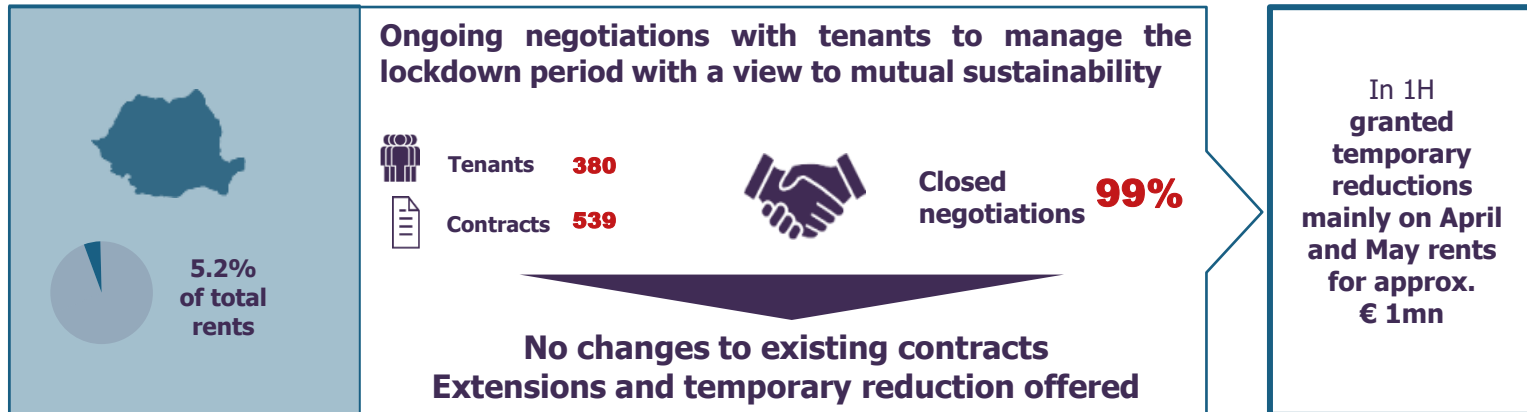 Ongoing negotiations with tenants to manage the
lockdown period with a view to mutual sustainability
Tenants 380
Contracts 539
Closed
negotiations 99%
5.2%
of total
rents
No changes to existing contracts
Extensions and temporary reduction offered
In 1H
granted
temporary
reductions
mainly on April
and May rents
for approx.
€ 1mn